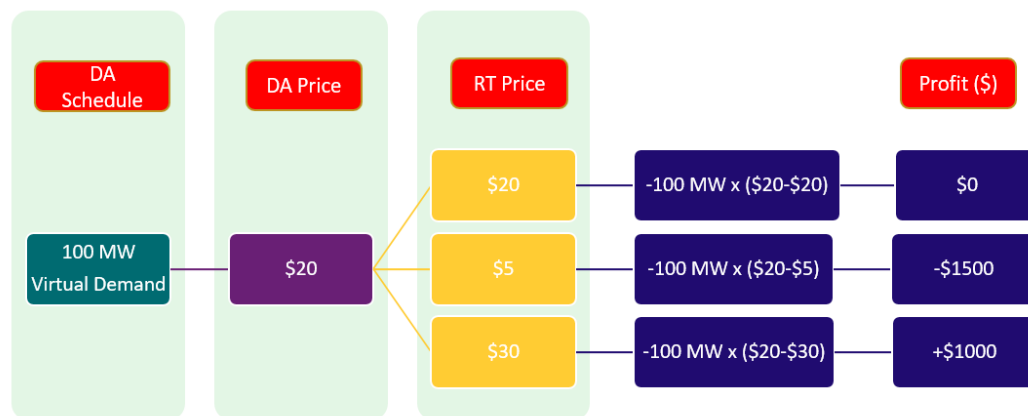 DA
Schedule
DA Price
RT Price
Profit ($)
$20
-100 MW x ($20-$20)
$0
100 MW
Virtual Demand
$20
$5
-100 MW x ($20-$5)
-$1500
$30
-100 MW x ($20-$30)
+$1000